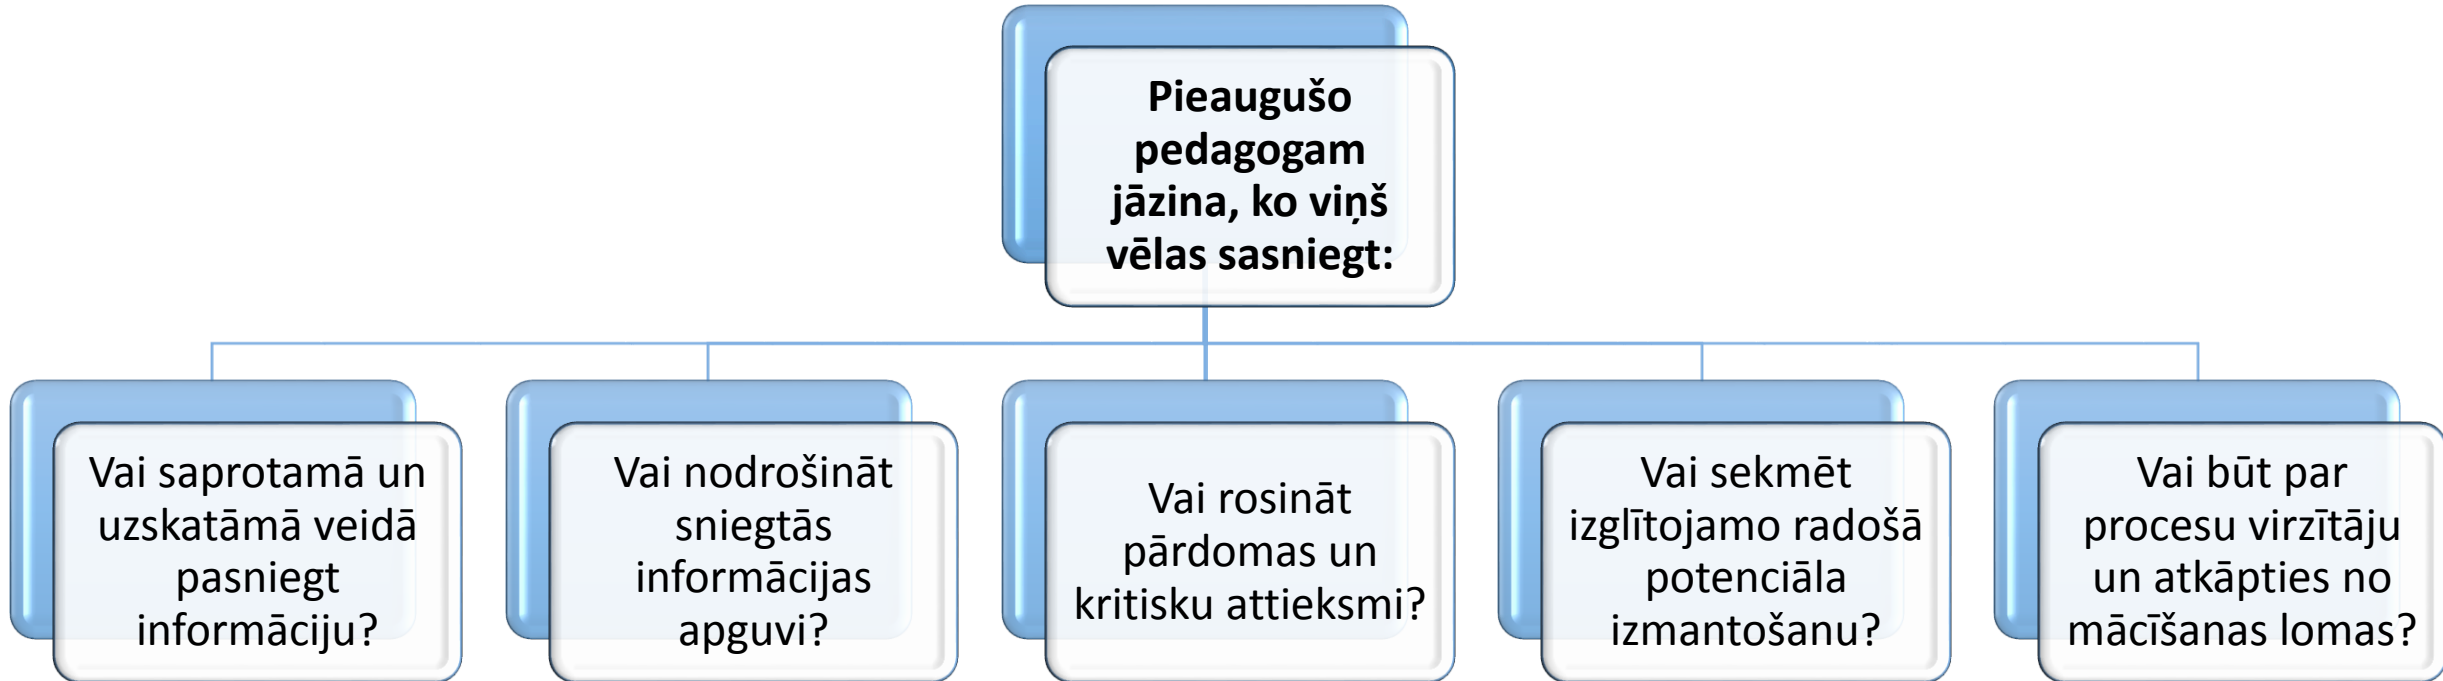 Pieaugušo
pedagogam
jāzina, ko viņš
vēlas sasniegt:
Vai saprotamā un
uzskatāmā veidā
pasniegt
informāciju?
Vai nodrošināt
sniegtās
informācijas
apguvi?
Vai rosināt
pārdomas un
kritisku attieksmi?
Vai sekmēt
izglītojamo radošā
potenciāla
izmantošanu?
Vai būt par
procesu virzītāju
un atkāpties no
mācīšanas lomas?